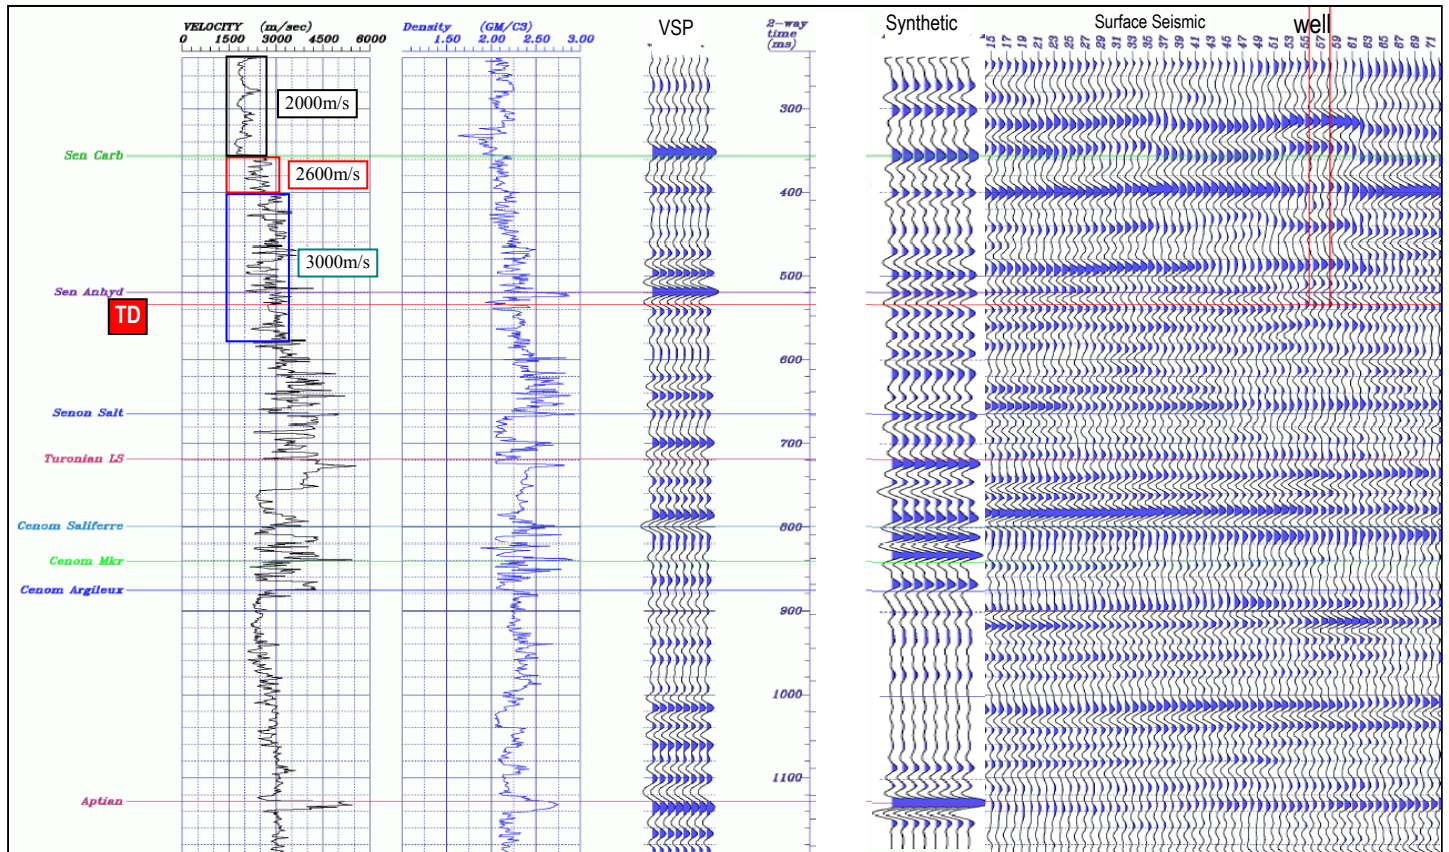 VELOCITY (m/sec)
0 1500 3000 4500 6000
Density (GM/C3)
1.50 2.00 2.50 3.00
VSP
2-way
time
(ms)
Synthetic
Surface Seismic
well
15 17 19 21 23 25 27 29 31 33 35 37 39 41 43 45 47 49 51 53 55 57 59 61 63 65 67 69 71
2000m/s
300
Sen Carb
2600m/s
400
3000m/s
500
Sen Anhyd
TD
600
Senon Salt
700
Turonian LS
Cenom Saliferre
800
Cenom Mkr
Cenom Argileux
900
1000
1100
Aptian